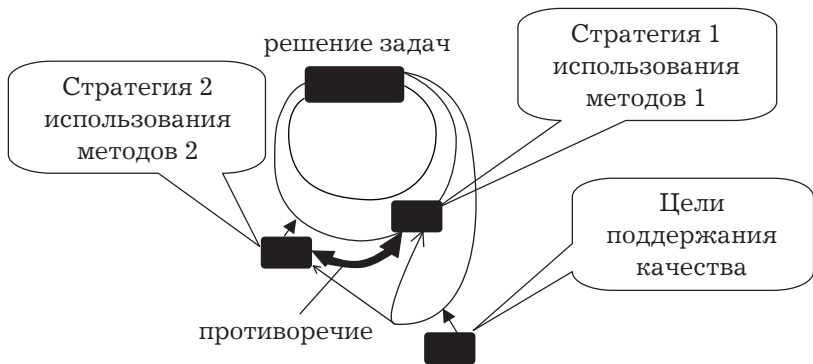 решение задач
Стратегия 1
использования
методов 1
Стратегия 2
использования
методов 2
Цели
поддержания
качества
противоречие